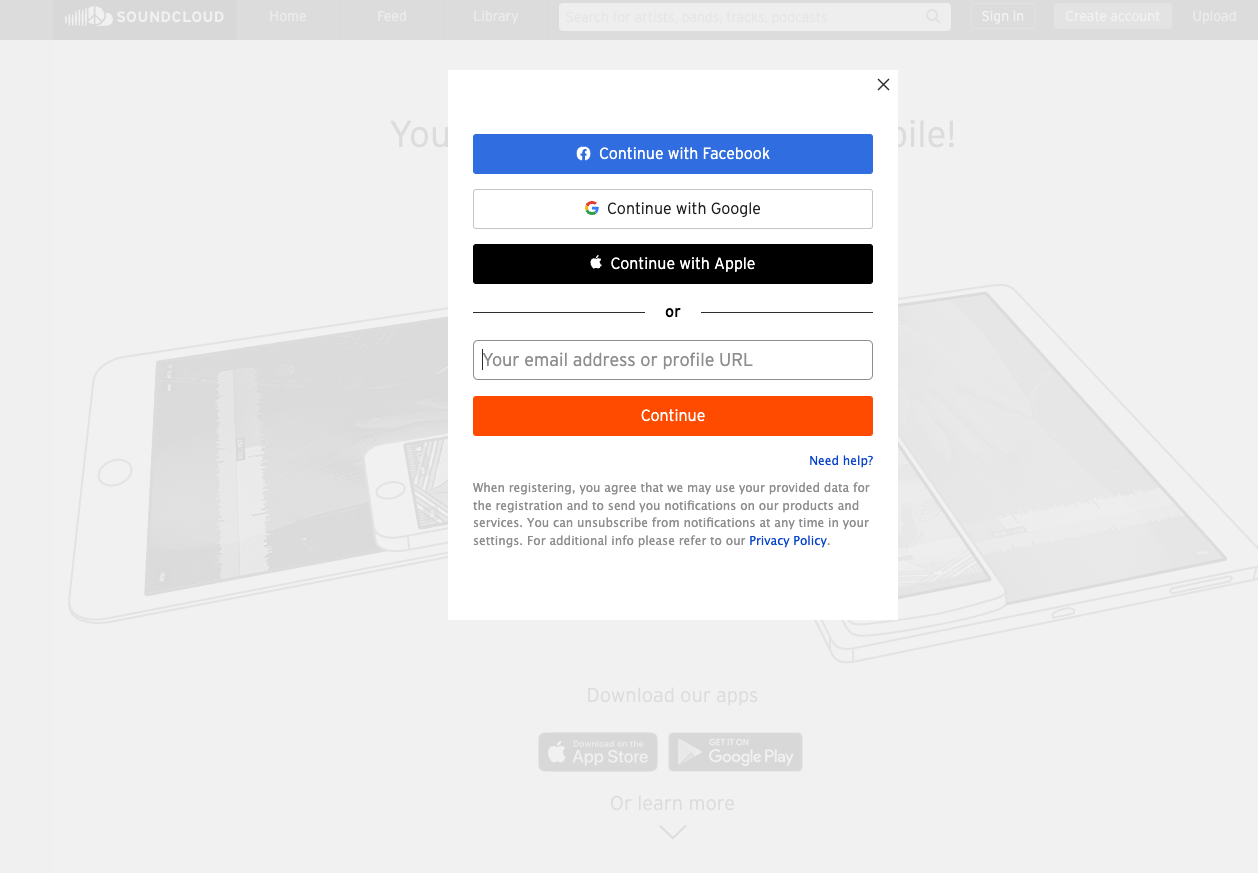 SOUNDCLOUD
Home
Feed
Library
Search for artists, bands, tracks, podcasts
Sign in
Create account
Upload
You
bile!
Continue with Facebook
Continue with Google
Continue with Apple
or
Your email address or profile URL
Continue
Need help?
When registering, you agree that we may use your provided data for
the registration and to send you notifications on our products and
services. You can unsubscribe from notifications at any time in your
settings. For additional info please refer to our Privacy Policy.
Download our apps
Download on the
App Store
GET IT ON
Google Play
Or learn more